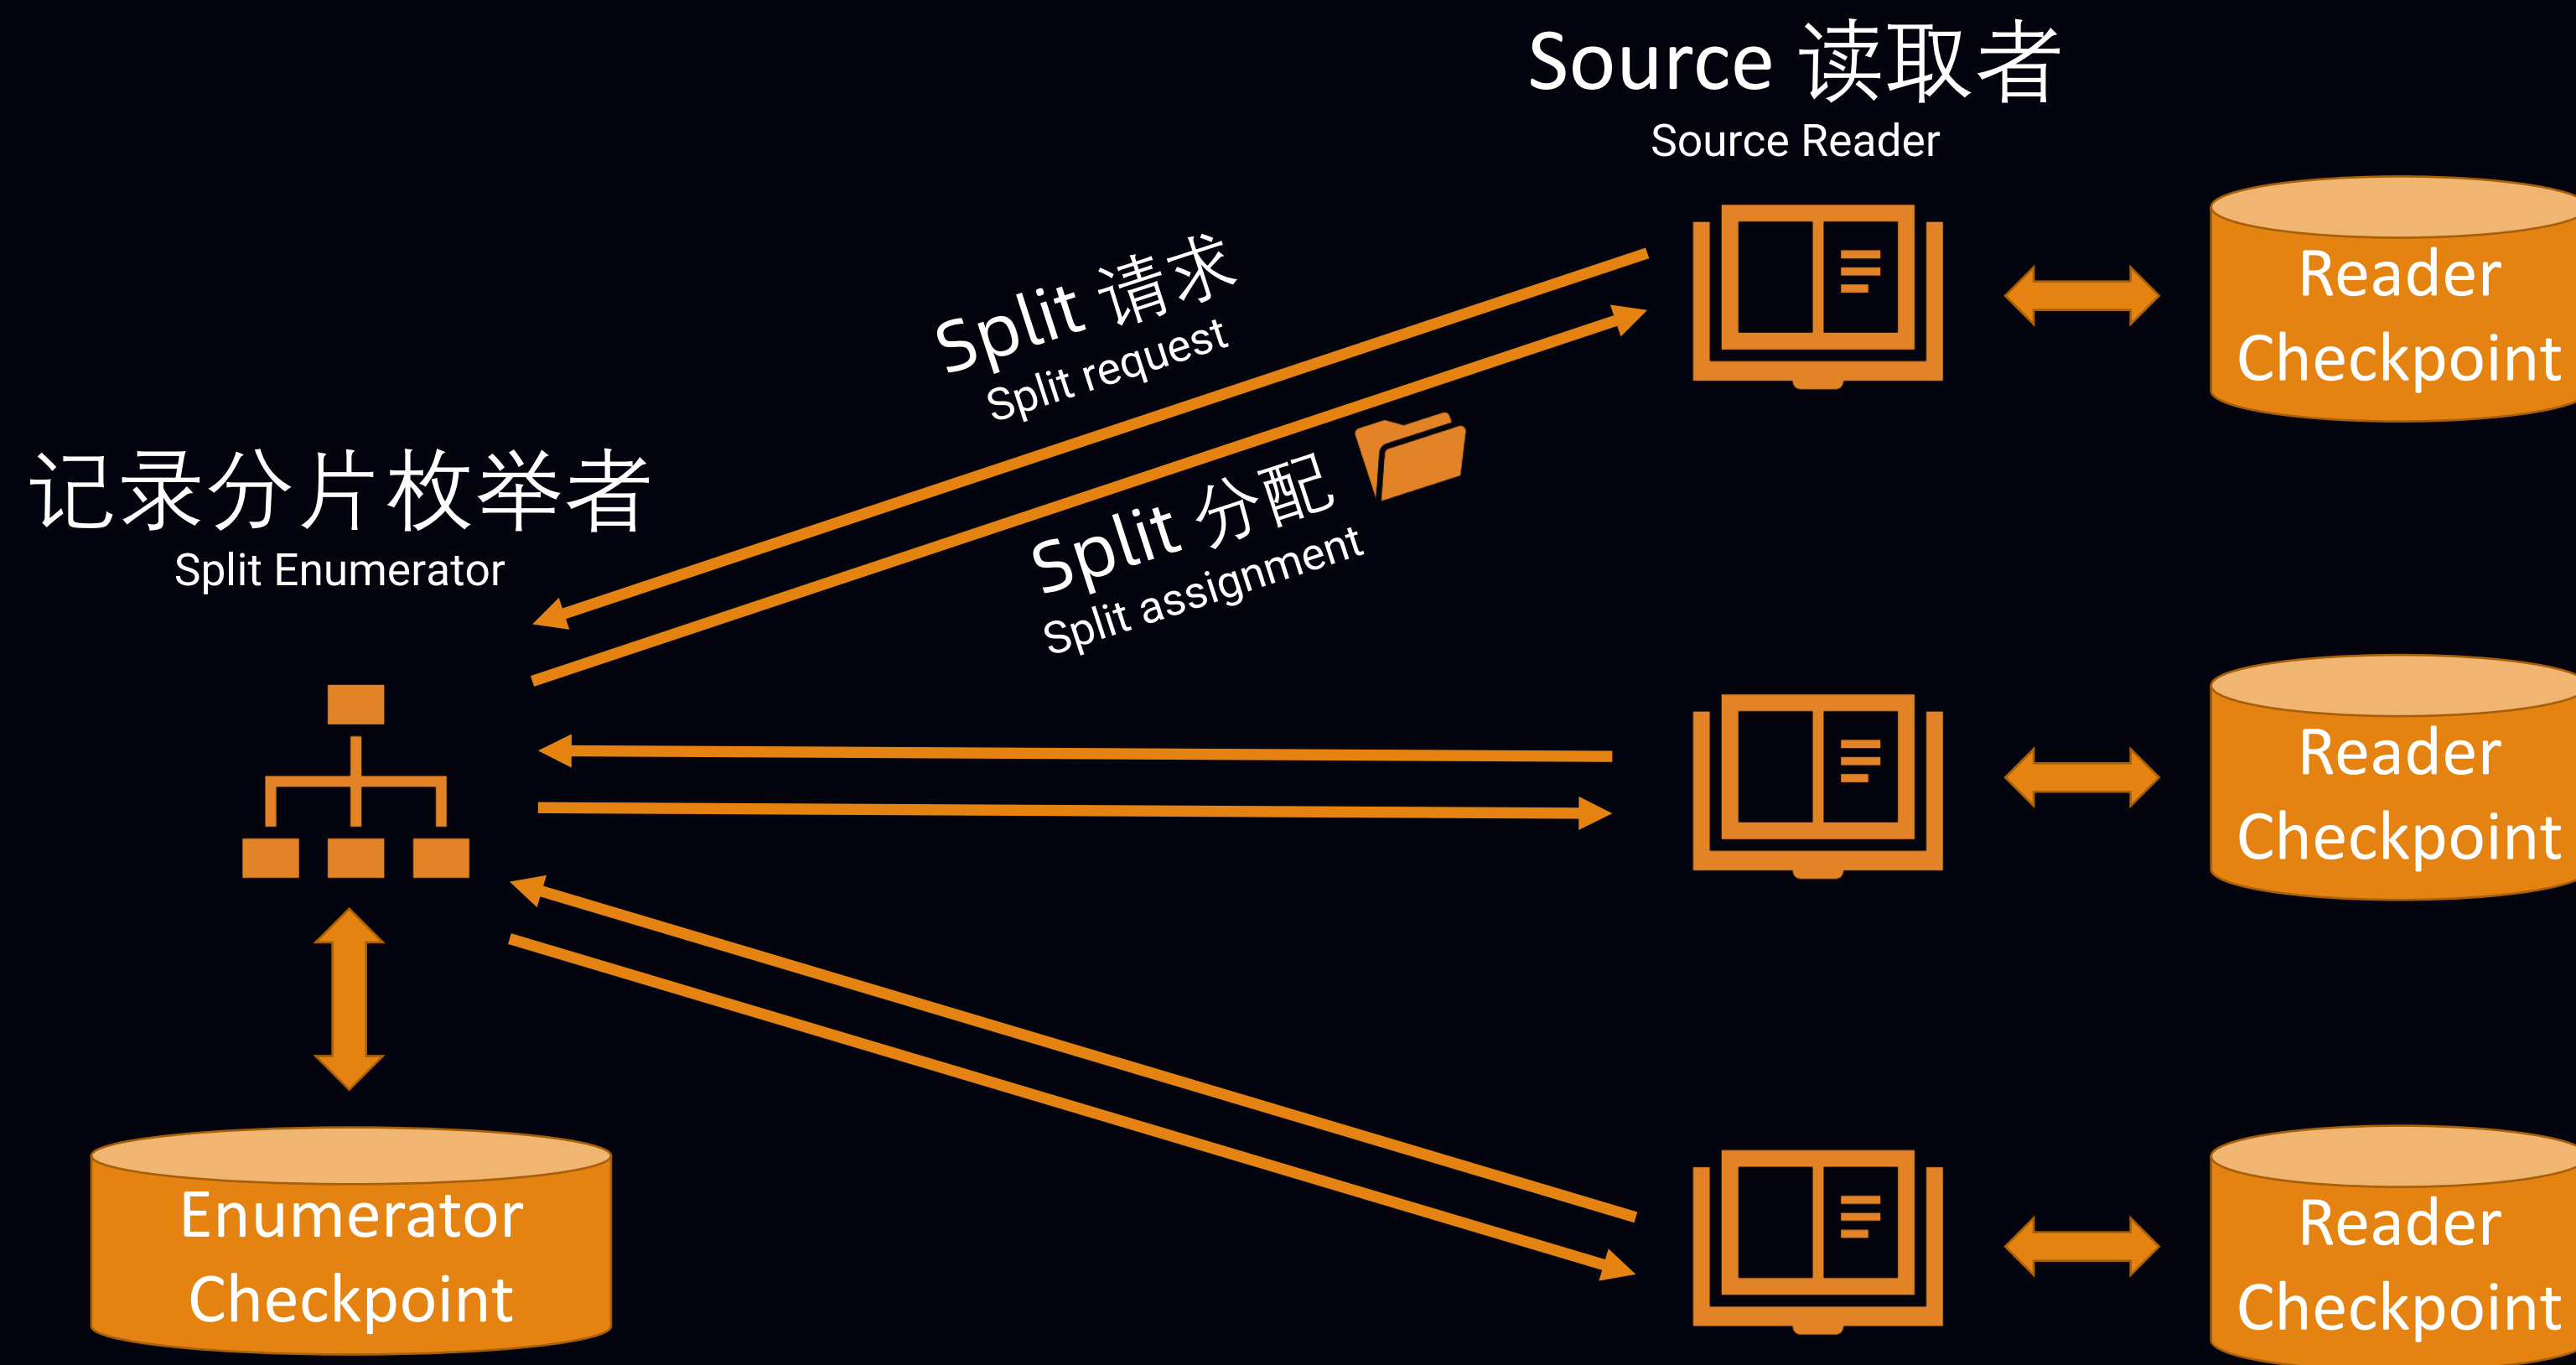 Source 读取者
Source Reader
Reader
Checkpoint
Split 请求
Split request
Split 分配
Split assignment
记录分片枚举者
Split Enumerator
Reader
Checkpoint
Enumerator
Checkpoint
Reader
Checkpoint